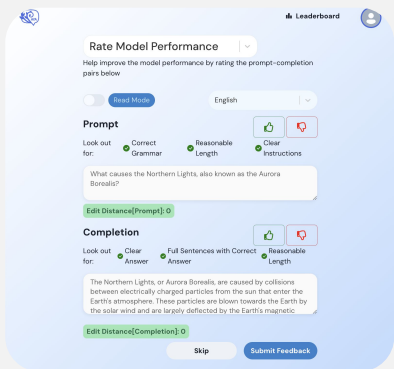 Leaderboard
Rate Model Performance
Help improve the model performance by rating the prompt-completion
pairs below
Read Mode
English
Prompt
Look out for: Correct Grammar Reasonable Length Clear Instructions
What causes the Northern Lights, also known as the Aurora
Borealis?
Edit Distance[Prompt]: 0
Completion
Look out for: Clear Answer Full Sentences with Correct Answer Reasonable Length
The Northern Lights, or Aurora Borealis, are caused by collisions
between electrically charged particles from the sun that enter the
Earth's atmosphere. These particles are blown towards the Earth by
the solar wind and are largely deflected by the Earth's magnetic
Edit Distance[Completion]: 0
Skip
Submit Feedback